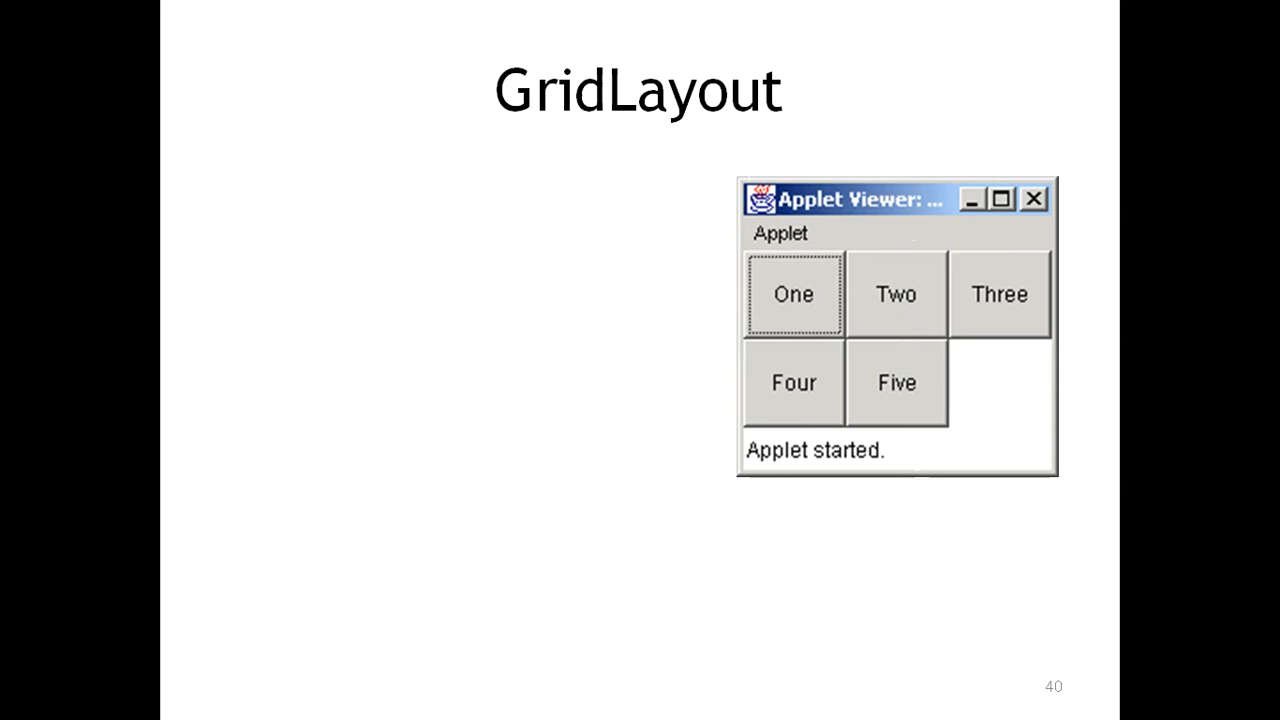 GridLayout
Applet Viewer: ...
Applet
One Two Three
Four Five
Applet started.
40